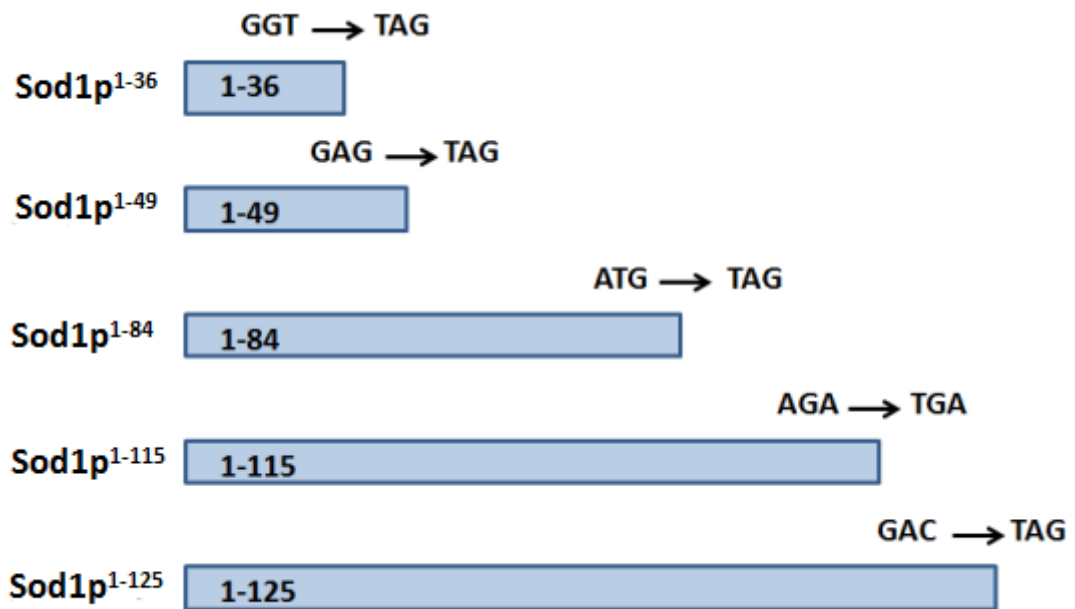 GGT → TAG
Sod1p1-36 1-36
GAG → TAG
Sod1p1-49 1-49
ATG → TAG
Sod1p1-84 1-84
AGA → TGA
Sod1p1-115 1-115
GAC → TAG
Sod1p1-125 1-125